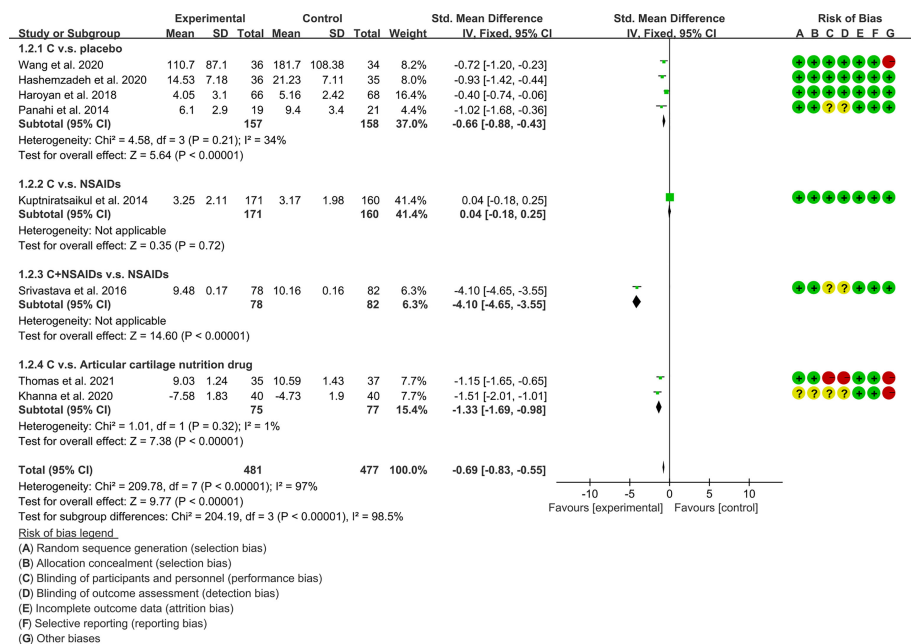 Experimental Control Std. Mean Difference Std. Mean Difference Risk of Bias
Study or Subgroup Mean SD Total Mean SD Total Weight IV, Fixed, 95% CI IV, Fixed, 95% CI A B C D E F G
1.2.1 C v.s. placebo
Wang et al. 2020 110.7 87.1 36 181.7 108.38 34 8.2% -0.72 [-1.20, -0.23] + + + + + +
Hashemzadeh et al. 2020 14.53 7.18 36 21.23 7.11 35 8.0% -0.93 [-1.42, -0.44] + + + + + + +
Haroyan et al. 2018 4.05 3.1 66 5.16 2.42 68 16.4% -0.40 [-0.74, -0.06] + + + + + + +
Panahi et al. 2014 6.1 2.9 19 9.4 3.4 21 4.4% -1.02 [-1.68, -0.36] + + ? ? + + +
Subtotal (95% CI) 157 158 37.0% -0.66 [-0.88, -0.43]
Heterogeneity: Chi² = 4.58, df = 3 (P = 0.21); I² = 34%
Test for overall effect: Z = 5.64 (P < 0.00001)
1.2.2 C v.s. NSAIDs
Kuptniratsaikul et al. 2014 3.25 2.11 171 3.17 1.98 160 41.4% 0.04 [-0.18, 0.25] + + + + + + +
Subtotal (95% CI) 171 160 41.4% 0.04 [-0.18, 0.25]
Heterogeneity: Not applicable
Test for overall effect: Z = 0.35 (P = 0.72)
1.2.3 C+NSAIDs v.s. NSAIDs
Srivastava et al. 2016 9.48 0.17 78 10.16 0.16 82 6.3% -4.10 [-4.65, -3.55] + + ? ? + + +
Subtotal (95% CI) 78 82 6.3% -4.10 [-4.65, -3.55]
Heterogeneity: Not applicable
Test for overall effect: Z = 14.60 (P < 0.00001)
1.2.4 C v.s. Articular cartilage nutrition drug
Thomas et al. 2021 9.03 1.24 35 10.59 1.43 37 7.7% -1.15 [-1.65, -0.65] + + + +
Khanna et al. 2020 -7.58 1.83 40 -4.73 1.9 40 7.7% -1.51 [-2.01, -1.01] ? ? ? ? + +
Subtotal (95% CI) 75 77 15.4% -1.33 [-1.69, -0.98]
Heterogeneity: Chi² = 1.01, df = 1 (P = 0.32); I² = 1%
Test for overall effect: Z = 7.38 (P < 0.00001)
Total (95% CI) 481 477 100.0% -0.69 [-0.83, -0.55]
Heterogeneity: Chi² = 209.78, df = 7 (P < 0.00001); I² = 97%
Test for overall effect: Z = 9.77 (P < 0.00001)
Test for subgroup differences: Chi² = 204.19, df = 3 (P < 0.00001), I² = 98.5%
-10 -5 0 5 10
Favours [experimental] Favours [control]
Risk of bias legend
(A) Random sequence generation (selection bias)
(B) Allocation concealment (selection bias)
(C) Blinding of participants and personnel (performance bias)
(D) Blinding of outcome assessment (detection bias)
(E) Incomplete outcome data (attrition bias)
(F) Selective reporting (reporting bias)
(G) Other biases